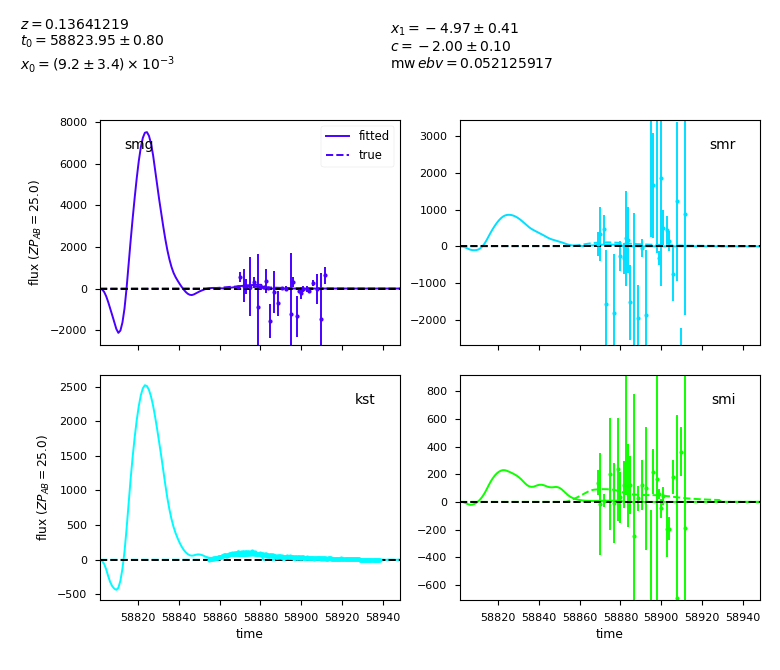 z = 0.13641219
t₀ = 58823.95 ± 0.80
x₀ = (9.2 ± 3.4) × 10⁻³
x₁ = −4.97 ± 0.41
c = −2.00 ± 0.10
mwebv = 0.052125917
8000
6000
4000
2000
0
−2000
flux (ZP_AB = 25.0)
smg
fitted
true
3000
2000
1000
0
−1000
−2000
smr
2500
2000
1500
1000
500
0
−500
flux (ZP_AB = 25.0)
kst
58820 58840 58860 58880 58900 58920 58940
time
800
600
400
200
0
−200
−400
−600
smi
58820 58840 58860 58880 58900 58920 58940
time